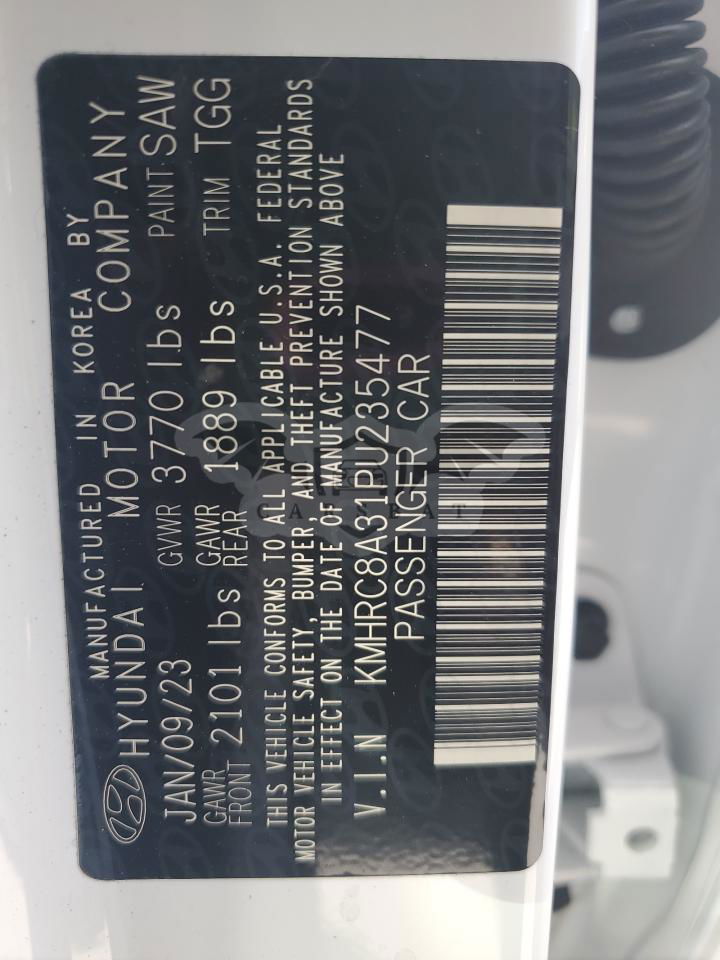 MANUFACTURED IN KOREA BY
HYUNDAI MOTOR COMPANY
JAN/09/23 GVWR 3770 lbs PAINT SAW
GAWR FRONT 2101 lbs GAWR REAR 1889 lbs TRIM TGG
THIS VEHICLE CONFORMS TO ALL APPLICABLE U.S.A. FEDERAL
MOTOR VEHICLE SAFETY, BUMPER, AND THEFT PREVENTION STANDARDS
IN EFFECT ON THE DATE OF MANUFACTURE SHOWN ABOVE
V.I.N KMHRC8A31PU235477
PASSENGER CAR